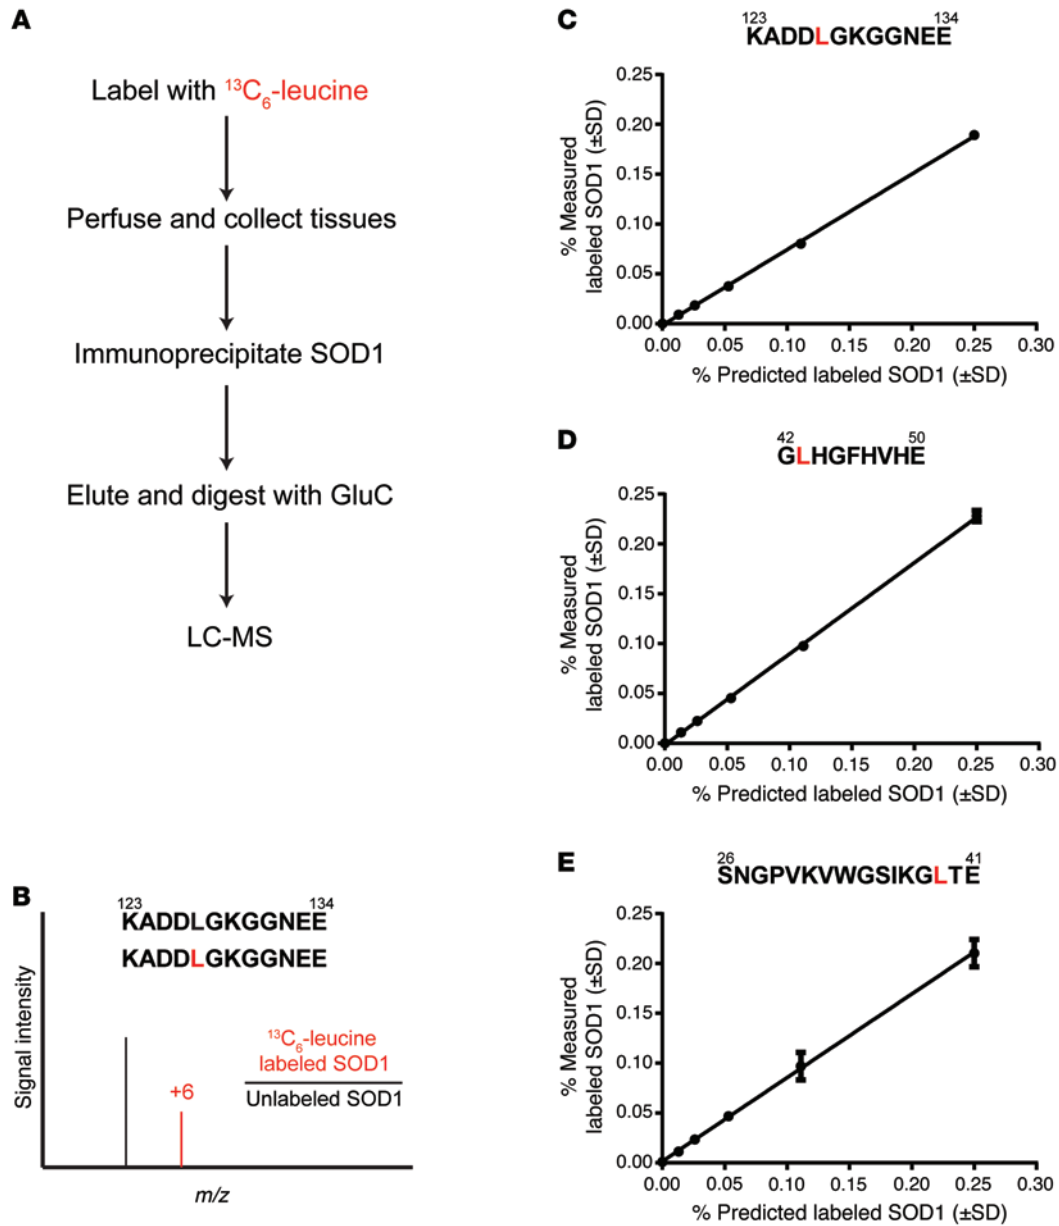 A
Label with ¹³C₆-leucine
Perfuse and collect tissues
Immunoprecipitate SOD1
Elute and digest with GluC
LC-MS
B
123 134
KADDLGKGGNEE
KADDLGKGGNEE
Signal intensity
+6
¹³C₆-leucine
labeled SOD1
Unlabeled SOD1
m/z
C
123 134
KADDLGKGGNEE
% Measured
labeled SOD1 (±SD)
0.25
0.20
0.15
0.10
0.05
0.00
0.00 0.05 0.10 0.15 0.20 0.25 0.30
% Predicted labeled SOD1 (±SD)
D
42 50
GLHGFHVHE
% Measured
labeled SOD1 (±SD)
0.25
0.20
0.15
0.10
0.05
0.00
0.00 0.05 0.10 0.15 0.20 0.25 0.30
% Predicted labeled SOD1 (±SD)
E
26 41
SNGPVKVWGSIKGLTE
% Measured
labeled SOD1 (±SD)
0.25
0.20
0.15
0.10
0.05
0.00
0.00 0.05 0.10 0.15 0.20 0.25 0.30
% Predicted labeled SOD1 (±SD)